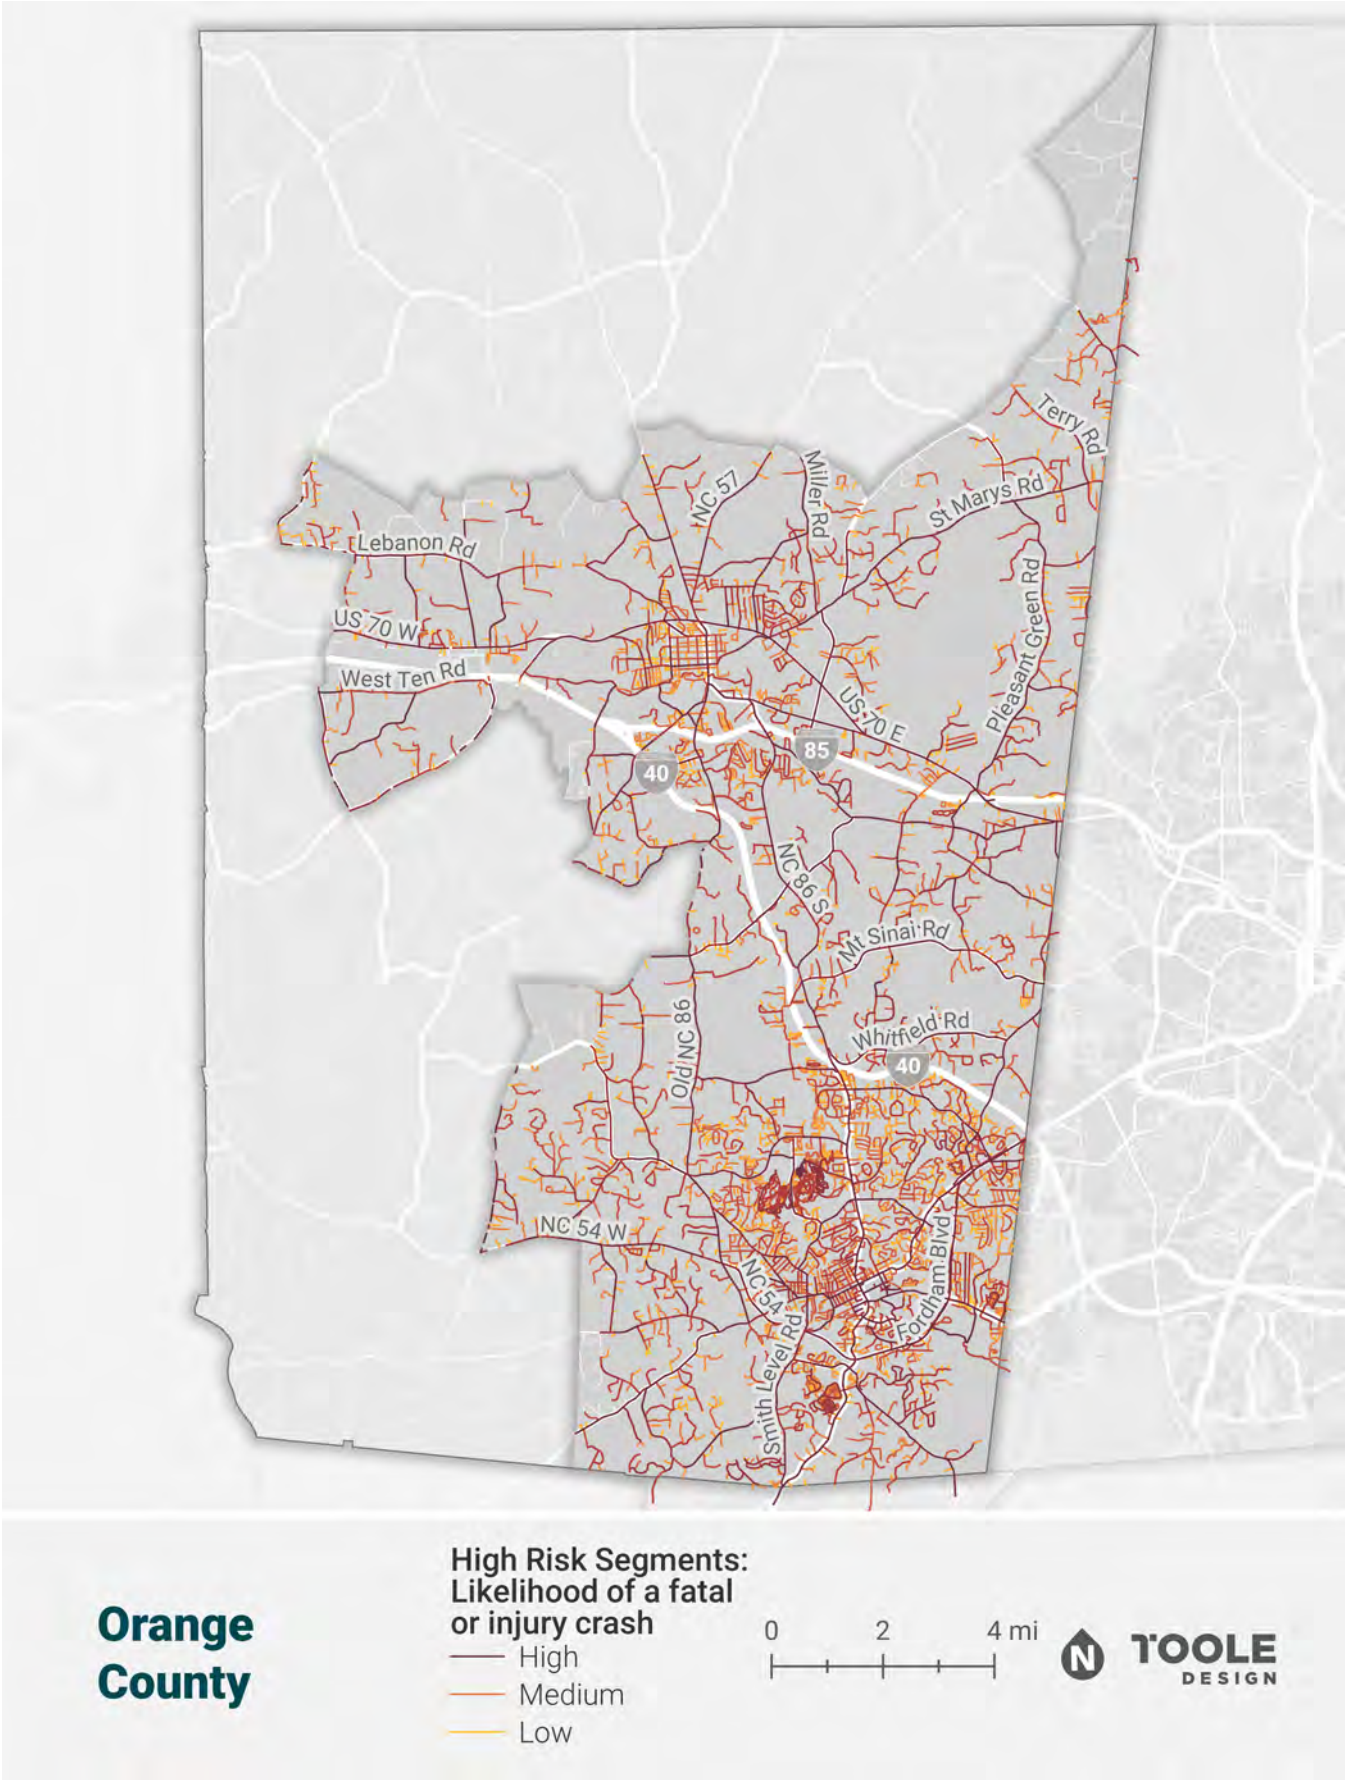 Terry Rd
Miller Rd
NC 57
St Marys Rd
Lebanon Rd
Pleasant Green Rd
US 70 W
West Ten Rd
US 70 E
85
40
NC 86 S
Mt Sinai Rd
Old NC 86
Whitfield Rd
40
NC 54 W
NC 54
Fordham Blvd
Smith Level Rd
Orange
County
High Risk Segments:
Likelihood of a fatal
or injury crash
High
Medium
Low
0 2 4 mi
N
TOOLE
DESIGN